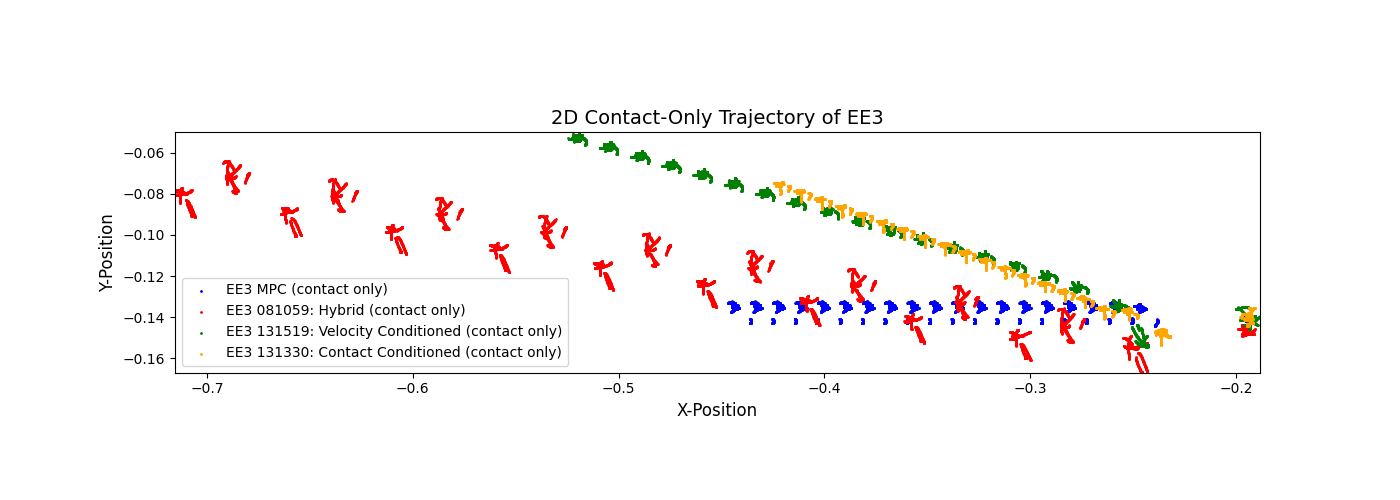 2D Contact-Only Trajectory of EE3
Y-Position
−0.06
−0.08
−0.10
−0.12
−0.14
−0.16
EE3 MPC (contact only)
EE3 081059: Hybrid (contact only)
EE3 131519: Velocity Conditioned (contact only)
EE3 131330: Contact Conditioned (contact only)
−0.7
−0.6
−0.5
−0.4
−0.3
−0.2
X-Position